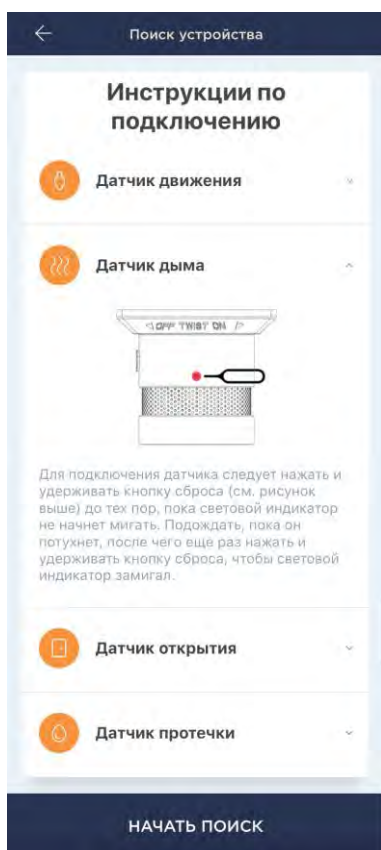 Поиск устройства
Инструкции по
подключению
Датчик движения
Датчик дыма
OFF TWIST ON
Для подключения датчика следует нажать и
удерживать кнопку сброса (см. рисунок
выше) до тех пор, пока световой индикатор
не начнет мигать. Подождать, пока он
потухнет, после чего еще раз нажать и
удерживать кнопку сброса, чтобы световой
индикатор замигал.
Датчик открытия
Датчик протечки
НАЧАТЬ ПОИСК